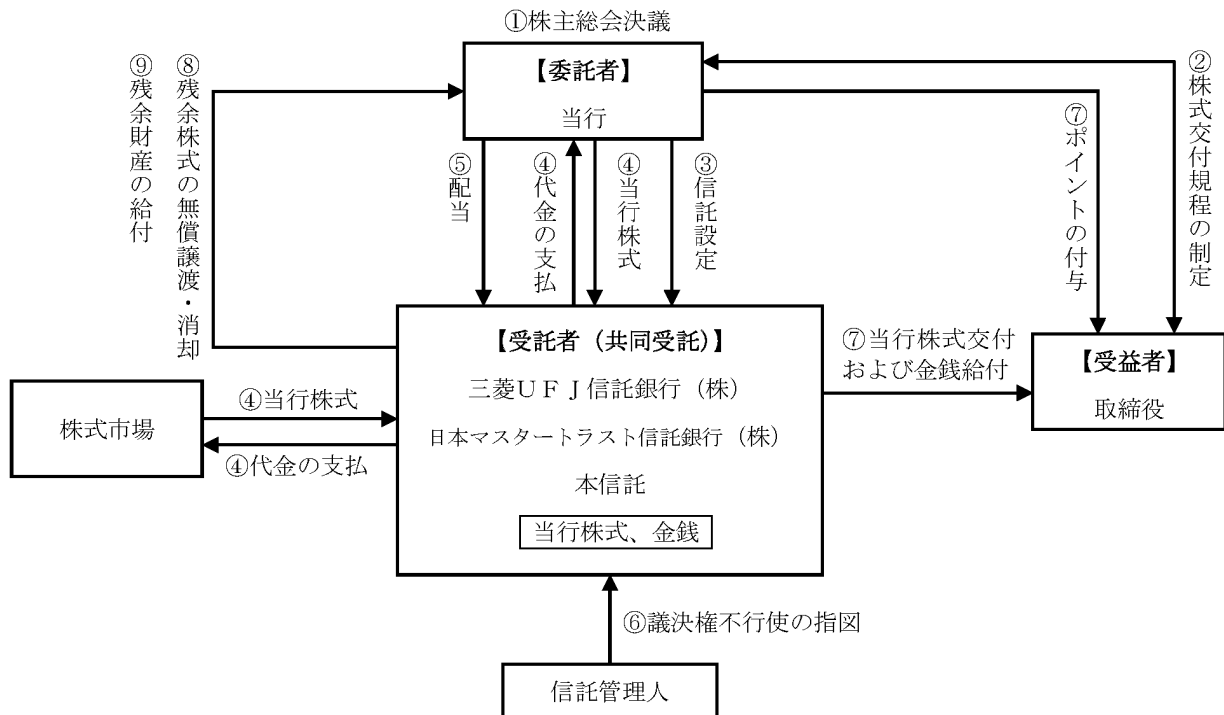 ①株主総会決議
【委託者】
当行
⑨残余財産の給付
⑧残余株式の無償譲渡・消却
⑤配当
④代金の支払
④当行株式
③信託設定
⑦ポイントの付与
②株式交付規程の制定
【受託者（共同受託）】
三菱ＵＦＪ信託銀行（株）
日本マスタートラスト信託銀行（株）
本信託
当行株式、金銭
⑦当行株式交付
および金銭給付
【受益者】
取締役
株式市場
④当行株式
④代金の支払
⑥議決権不行使の指図
信託管理人